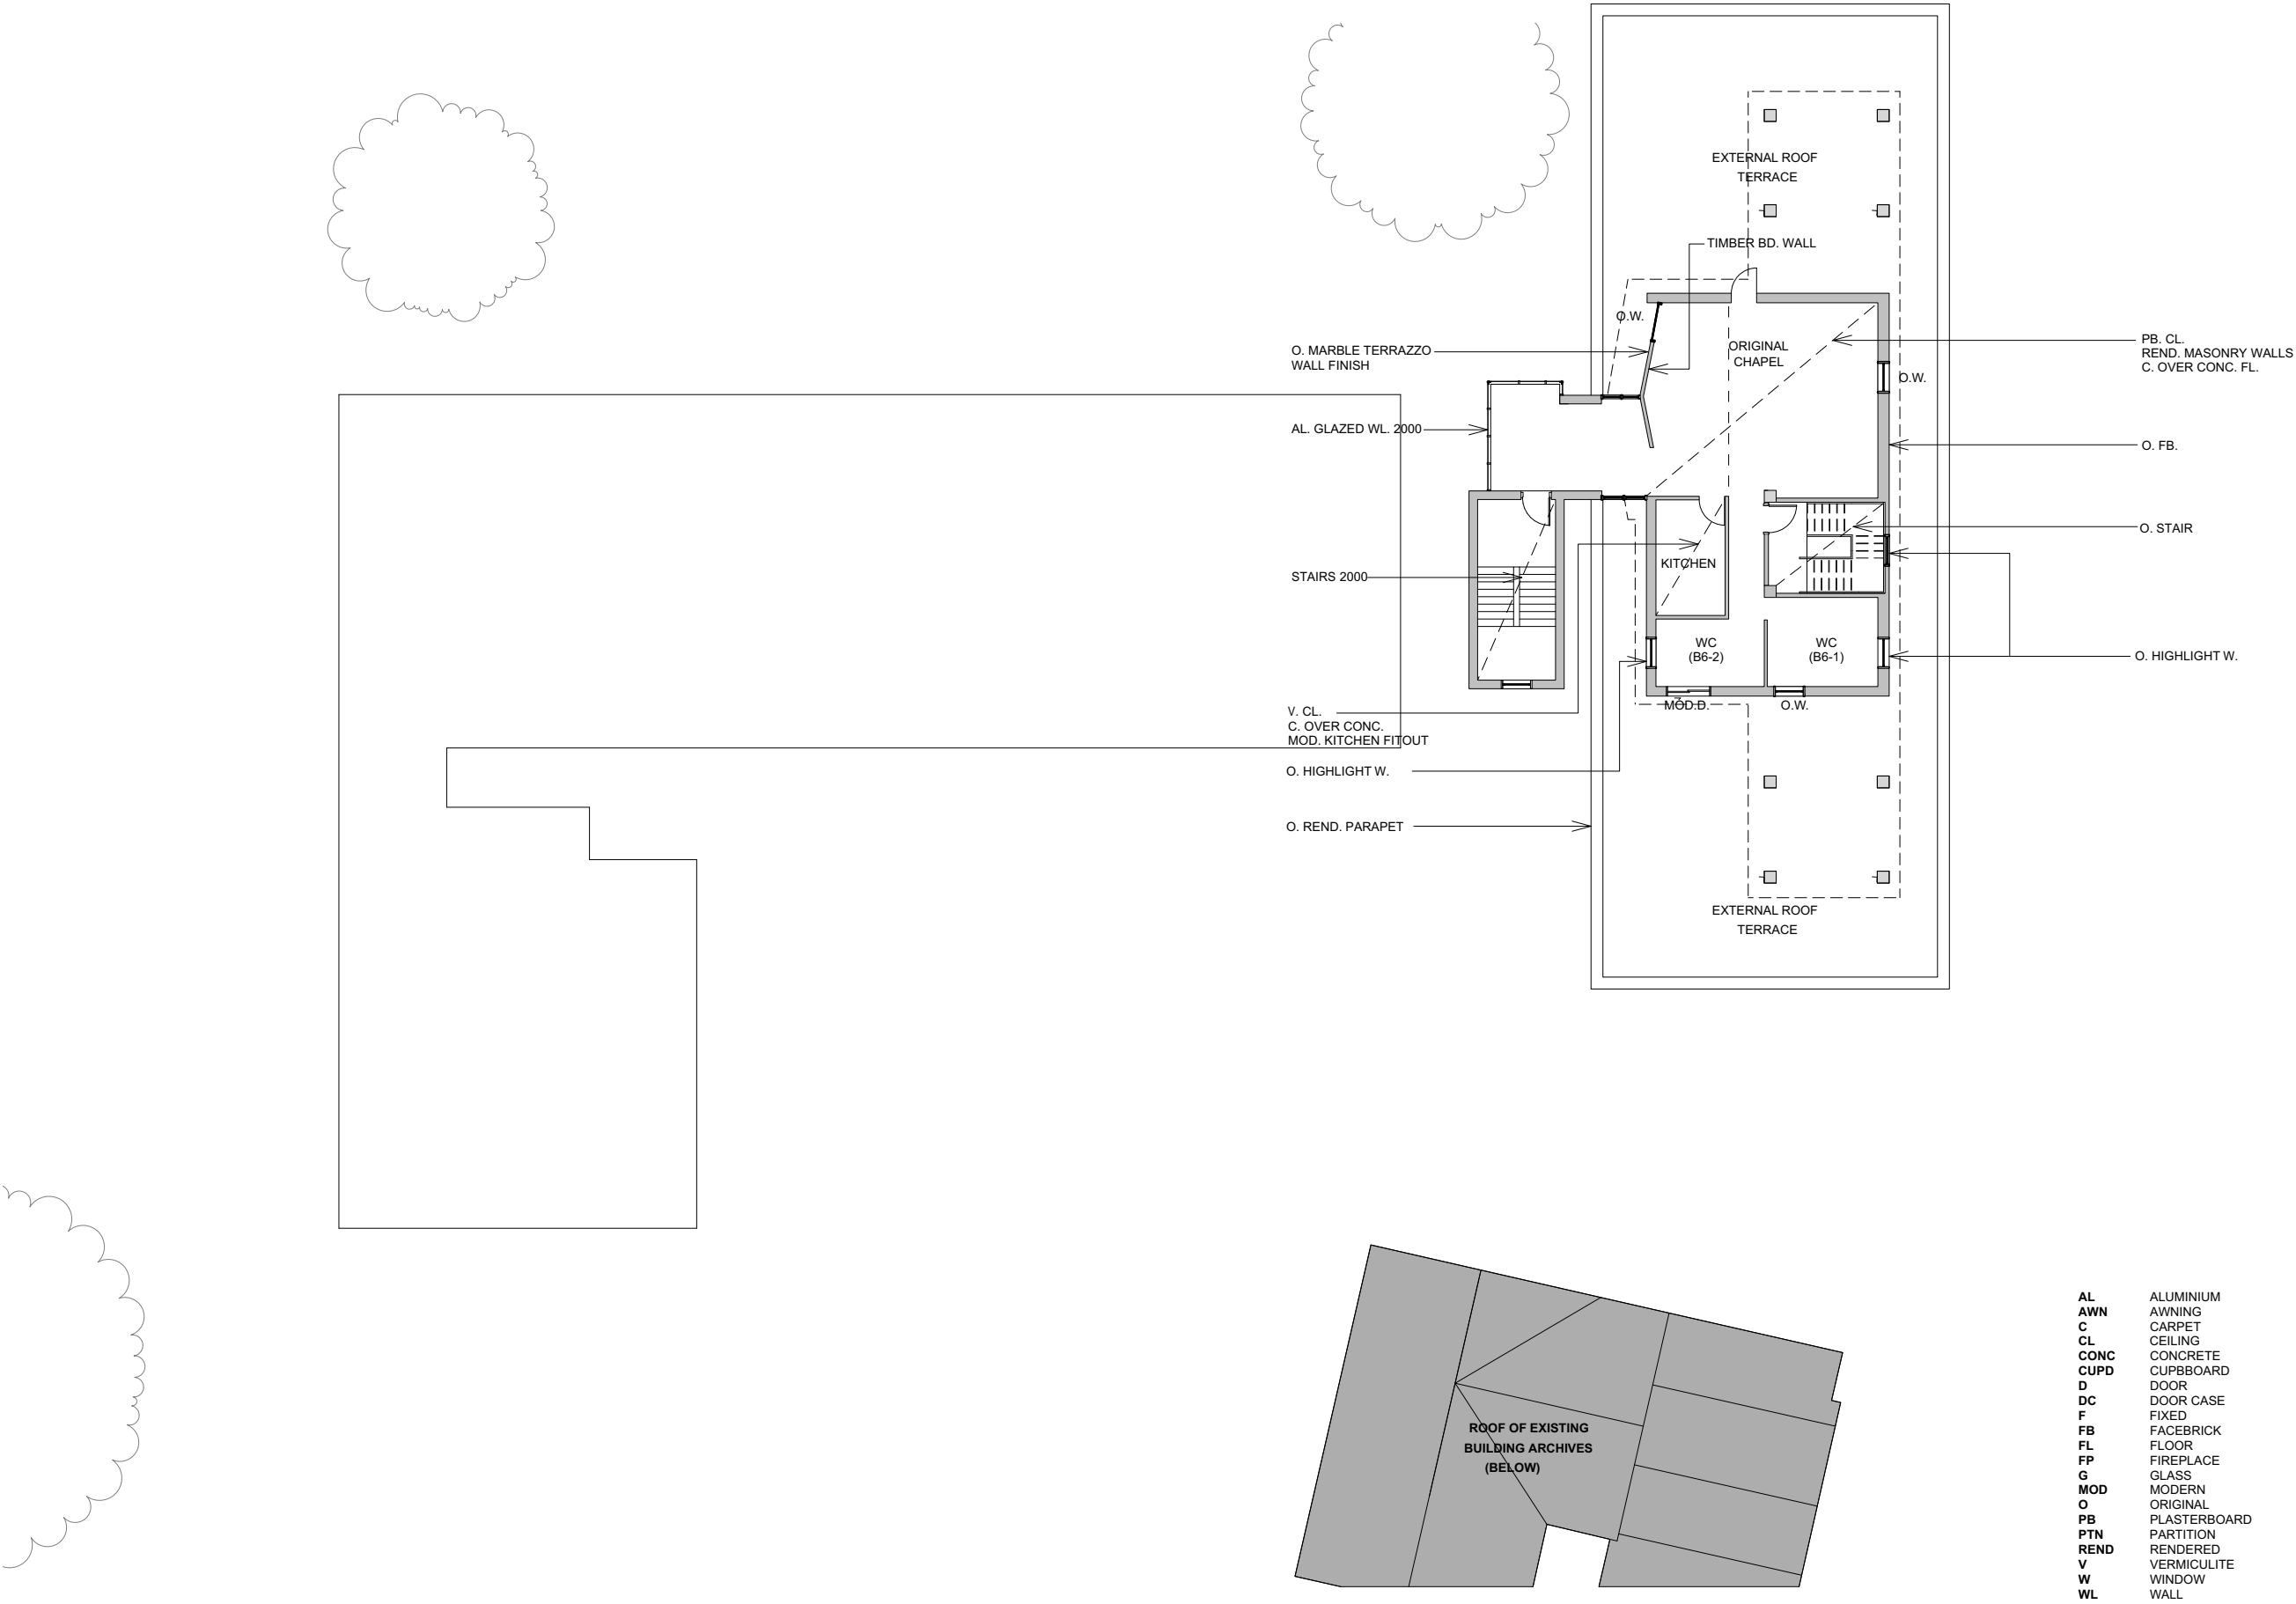 EXTERNAL ROOF
TERRACE
TIMBER BD. WALL
O.W.
O. MARBLE TERRAZZO
WALL FINISH
ORIGINAL
CHAPEL
PB. CL.
REND. MASONRY WALLS
C. OVER CONC. FL.
O.W.
AL. GLAZED WL. 2000
O. FB.
O. STAIR
STAIRS 2000
KITCHEN
WC
(B6-2)
WC
(B6-1)
O. HIGHLIGHT W.
MOD.D.
O.W.
V. CL.
C. OVER CONC.
MOD. KITCHEN FITOUT
O. HIGHLIGHT W.
O. REND. PARAPET
EXTERNAL ROOF
TERRACE
ROOF OF EXISTING
BUILDING ARCHIVES
(BELOW)
AL ALUMINIUM
AWN AWNING
C CARPET
CL CEILING
CONC CONCRETE
CUPD CUPBBOARD
D DOOR
DC DOOR CASE
F FIXED
FB FACEBRICK
FL FLOOR
FP FIREPLACE
G GLASS
MOD MODERN
O ORIGINAL
PB PLASTERBOARD
PTN PARTITION
REND RENDERED
V VERMICULITE
W WINDOW
WL WALL